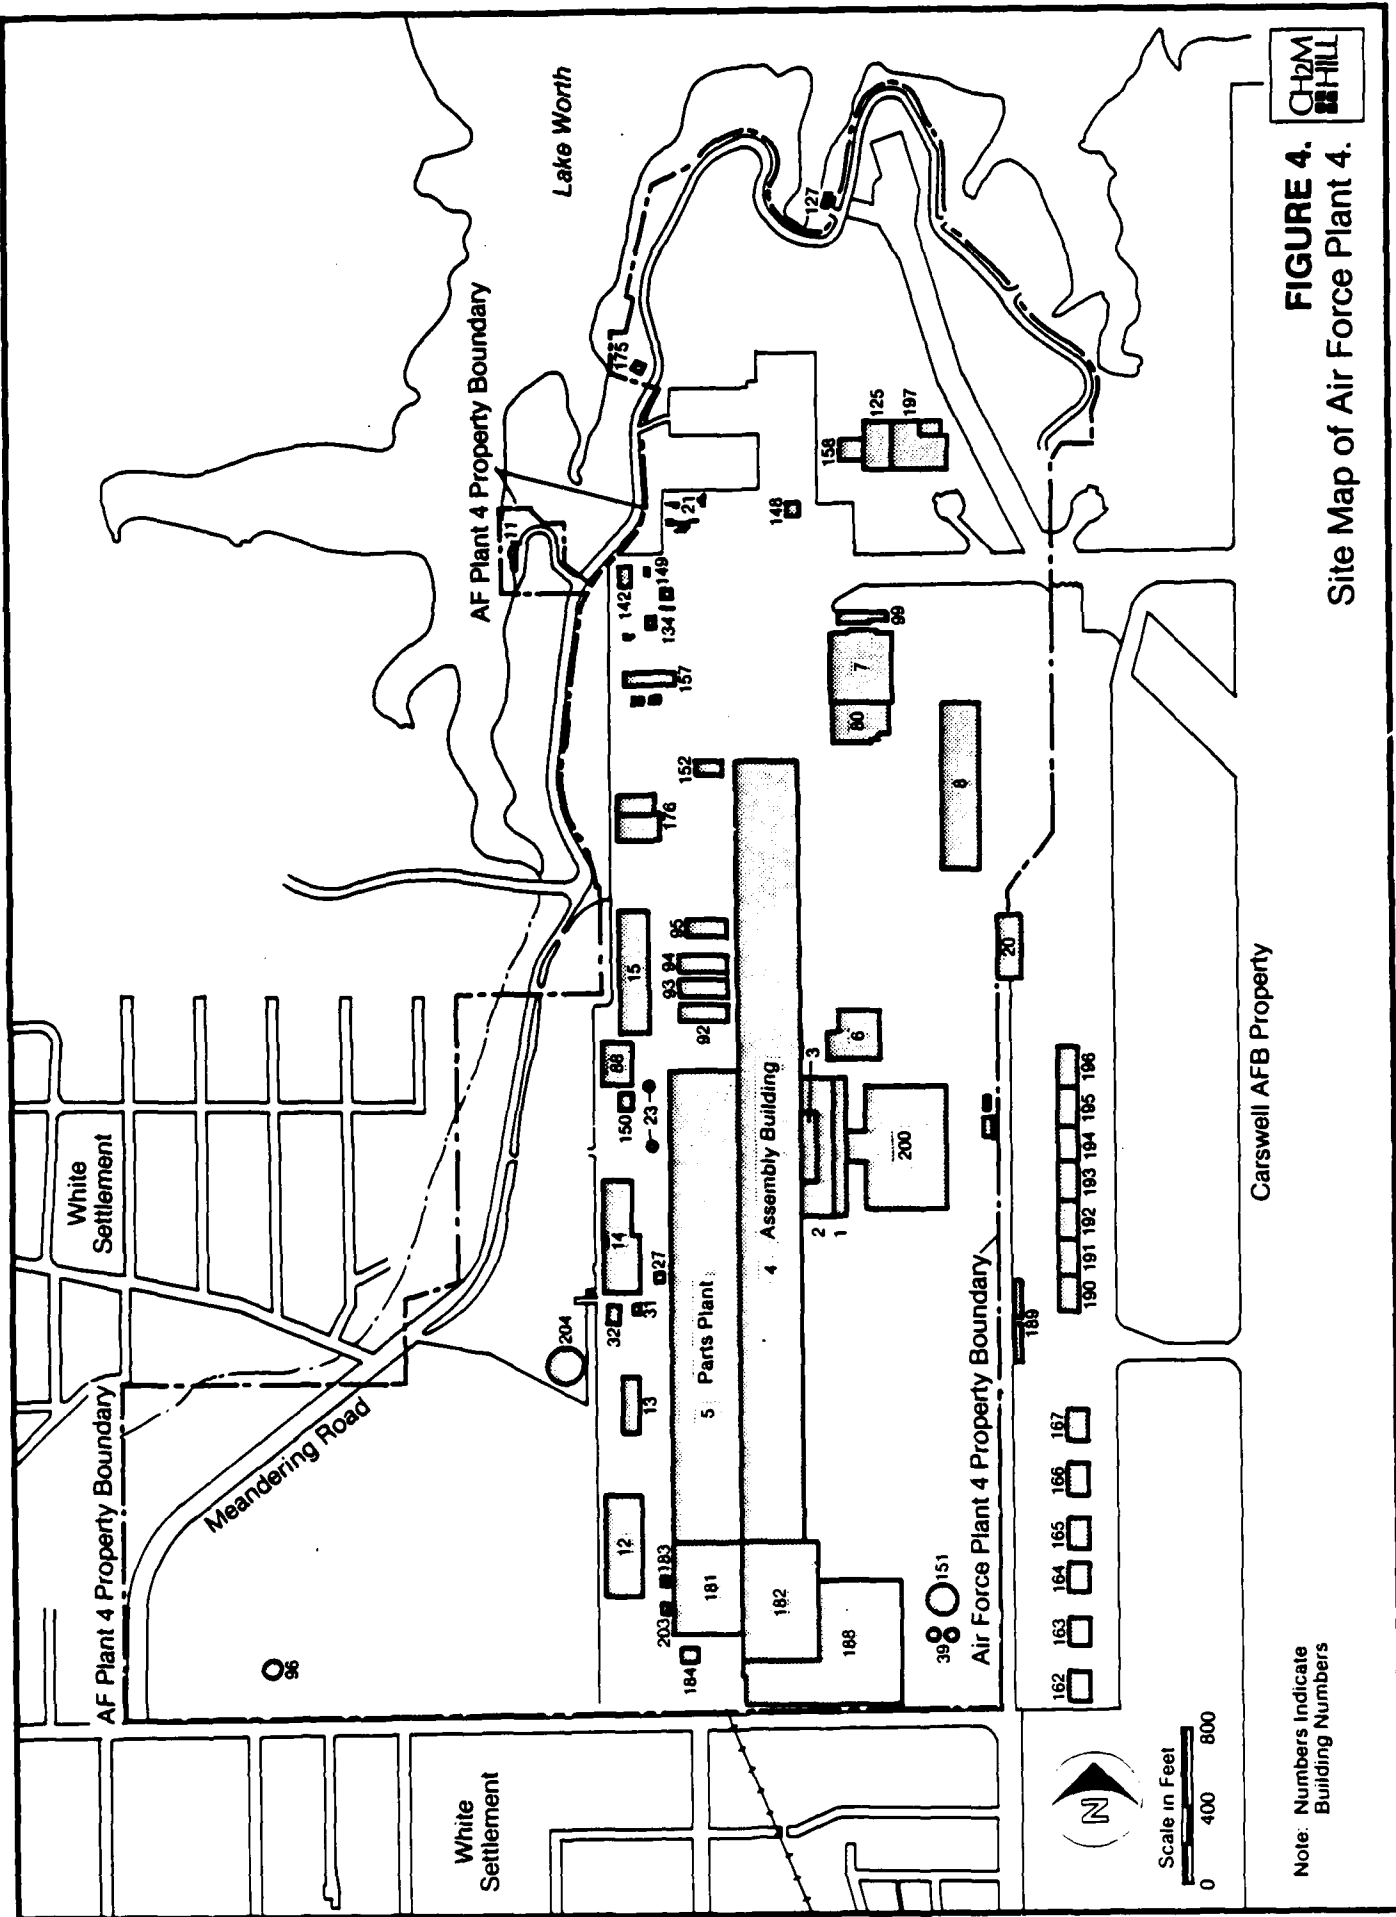 White
Settlement
AF Plant 4 Property Boundary
Meandering Road
96
White
Settlement
AF Plant 4 Property Boundary
Lake Worth
11
175
127
204
12
13
32
31
14
27
150
23
88
15
176
157
142
134
149
21
148
203
183
184
181
182
188
5 Parts Plant
4 Assembly Building
92
93
94
95
152
2
1
3
200
6
80
7
99
8
158
125
197
39
151
Air Force Plant 4 Property Boundary
20
189
162
163
164
165
166
167
190
191
192
193
194
195
196
Carswell AFB Property
N
Scale in Feet
0 400 800
Note: Numbers Indicate
Building Numbers
FIGURE 4.
Site Map of Air Force Plant 4.
CH2M
HILL